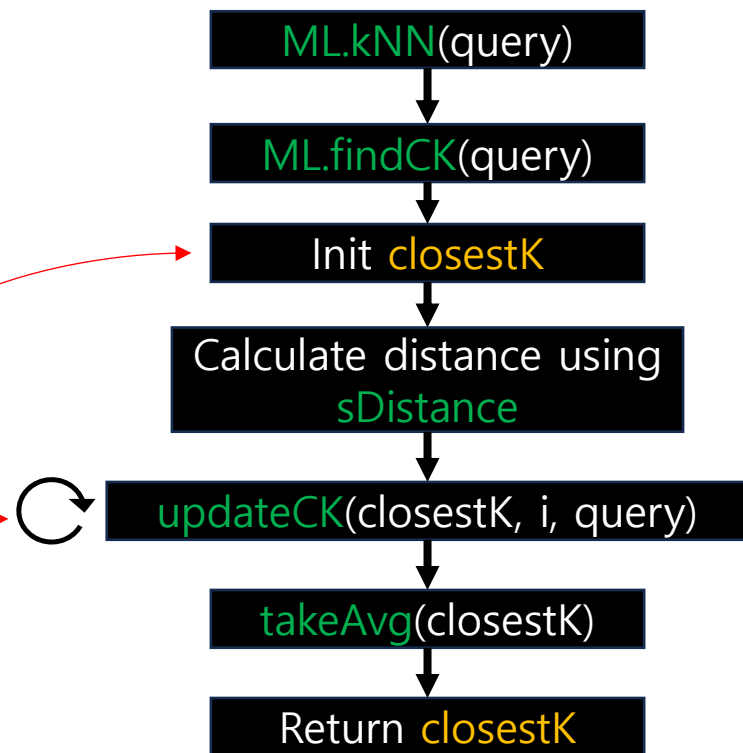 ML.kNN(query)
ML.findCK(query)
Init closestK
Calculate distance using
sDistance
updateCK(closestK, i, query)
takeAvg(closestK)
Return closestK